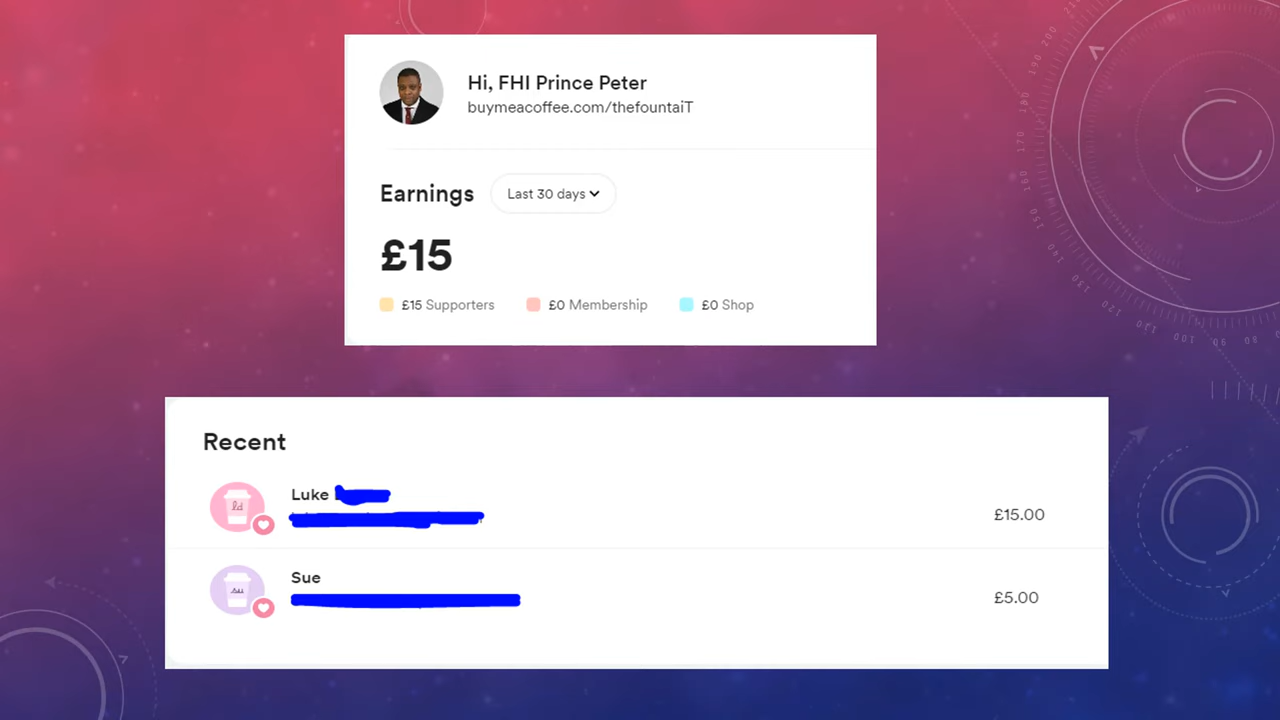 Hi, FHI Prince Peter
buymeacoffee.com/thefountaiT
Earnings
Last 30 days
£15
£15 Supporters
£0 Membership
£0 Shop
Recent
Luke
£15.00
Sue
£5.00